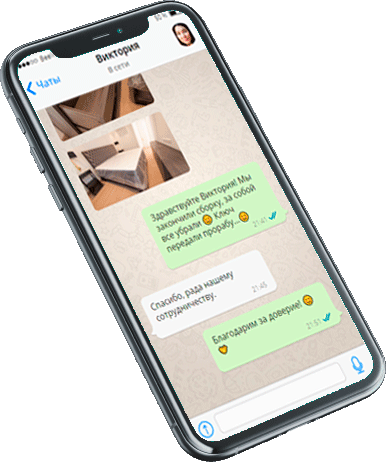 Виктория
В сети
Чаты
Здравствуйте Виктория! Мы
закончили сборку, за собой
все убрали 😊 Ключ
передали прорабу...😊
21:41
Спасибо, рада нашему
сотрудничеству.
21:45
Благодарим за доверие! 😊
💛
21:51